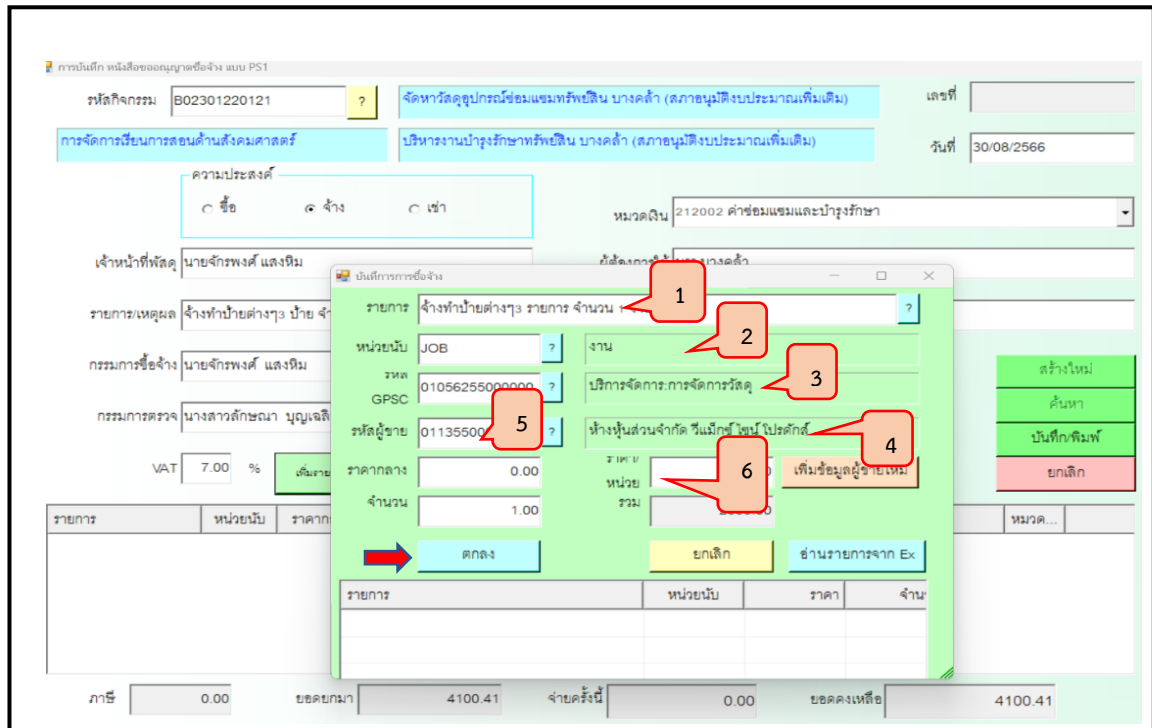 การบันทึก หนังสือขออนุญาตซื้อจ้าง แบบ PS1
รหัสกิจกรรม B02301220121 ? จัดหาวัสดุอุปกรณ์ซ่อมแซมทรัพย์สิน บางคล้า (สภาอนุมัติงบประมาณเพิ่มเติม) เลขที่
การจัดการเรียนการสอนด้านสังคมศาสตร์ บริหารงานบำรุงรักษาทรัพย์สิน บางคล้า (สภาอนุมัติงบประมาณเพิ่มเติม) วันที่ 30/08/2566
ความประสงค์
ซื้อ จ้าง เช่า หมวดเงิน 212002 ค่าซ่อมแซมและบำรุงรักษา
เจ้าหน้าที่พัสดุ นายจักรพงศ์ แสงหิม
รายการ/เหตุผล จ้างทำป้ายต่างๆ3 ป้าย
กรรมการซื้อจ้าง นายจักรพงศ์ แสงหิม
กรรมการตรวจ นางสาวลักษณา
VAT 7.00 %
สร้างใหม่
ค้นหา
บันทึก/พิมพ์
ยกเลิก
บันทึกการซื้อจ้าง
รายการ จ้างทำป้ายต่างๆ3 รายการ จำนวน 1 ?
1
หน่วยนับ JOB ? งาน
2
รหัส GPSC 01056255000000 ? บริการจัดการ:การจัดการวัสดุ
3
รหัสผู้ขาย 01135500 ? ห้างหุ้นส่วนจำกัด วีแม็กซ์ ไซน์ โปรดักส์
5
4
ราคากลาง 0.00 ราคา/หน่วย เพิ่มข้อมูลผู้ขายใหม่
6
จำนวน 1.00 รวม
ตกลง ยกเลิก อ่านรายการจาก Ex
รายการ หน่วยนับ ราคา
รายการ หน่วยนับ หมวด...
ภาษี 0.00 ยอดยกมา 4100.41 จ่ายครั้งนี้ 0.00 ยอดคงเหลือ 4100.41